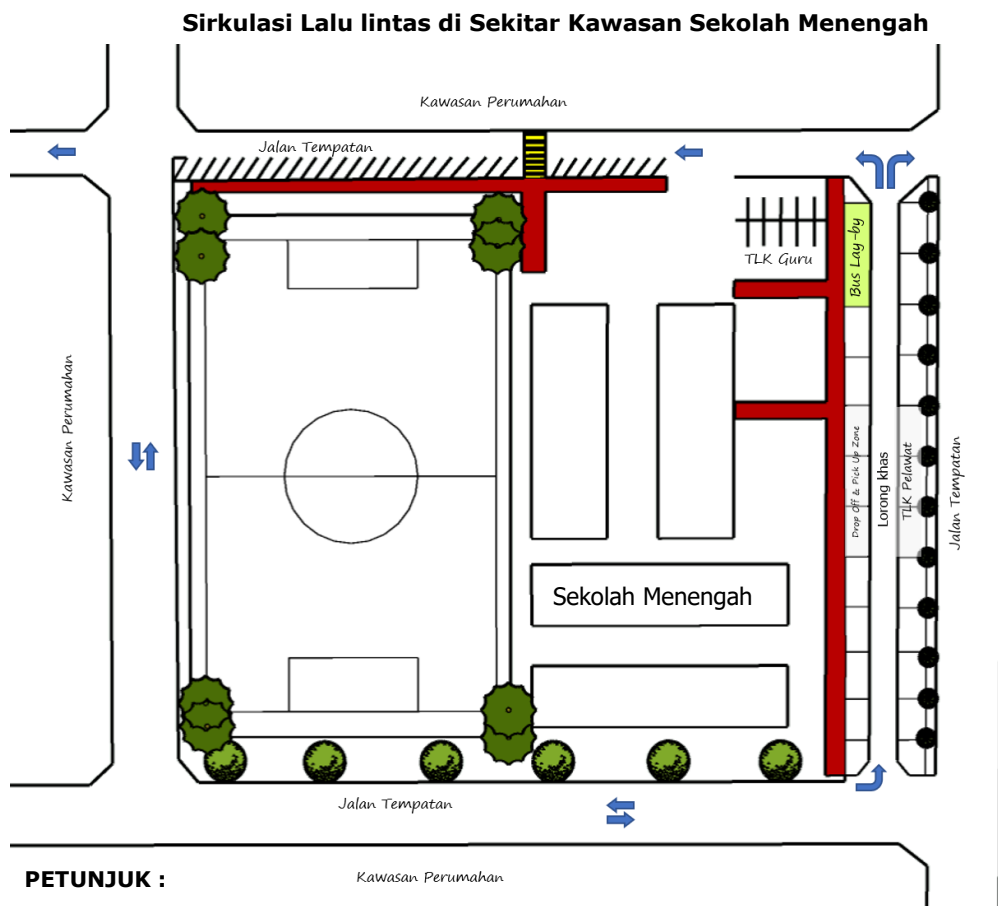 Sirkulasi Lalu lintas di Sekitar Kawasan Sekolah Menengah
Kawasan Perumahan
Jalan Tempatan
TLK Guru
Bus Lay-by
Kawasan Perumahan
Drop Off & Pick Up Zone
Lorong khas
TLK Pelawat
Jalan Tempatan
Sekolah Menengah
Jalan Tempatan
PETUNJUK :
Kawasan Perumahan